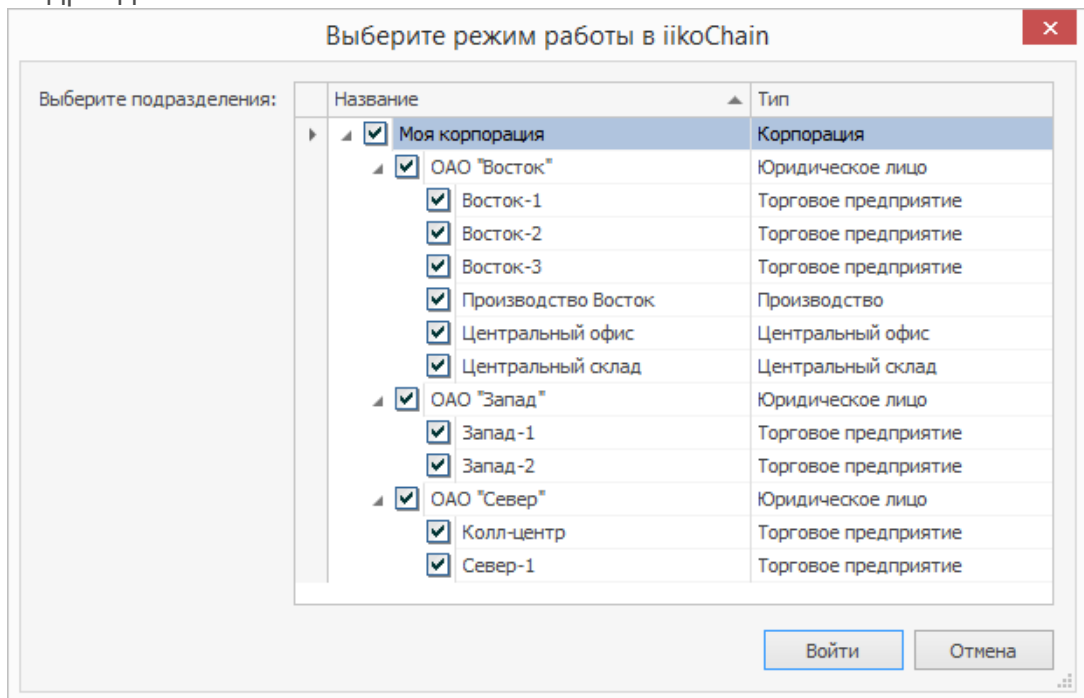 Выберите режим работы в iikoChain
Выберите подразделения:
Название Тип
Моя корпорация Корпорация
ОАО "Восток" Юридическое лицо
Восток-1 Торговое предприятие
Восток-2 Торговое предприятие
Восток-3 Торговое предприятие
Производство Восток Производство
Центральный офис Центральный офис
Центральный склад Центральный склад
ОАО "Запад" Юридическое лицо
Запад-1 Торговое предприятие
Запад-2 Торговое предприятие
ОАО "Север" Юридическое лицо
Колл-центр Торговое предприятие
Север-1 Торговое предприятие
Войти Отмена